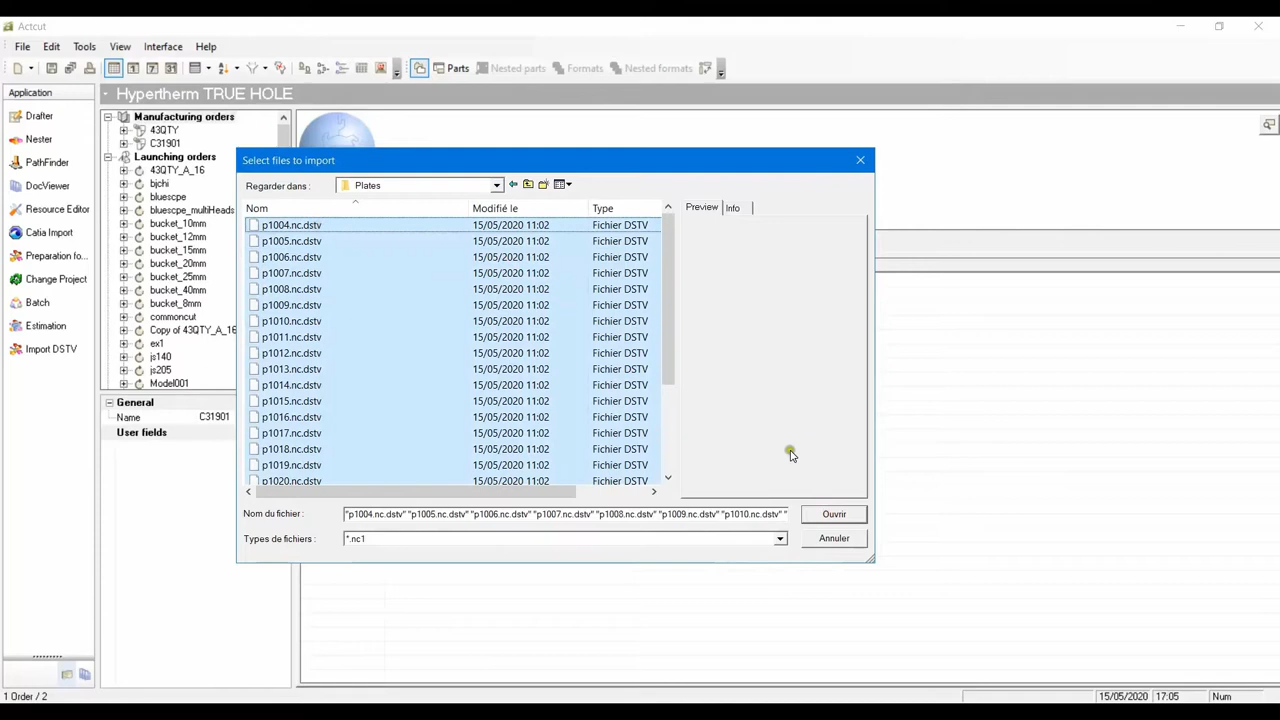 Actcut
File Edit Tools View Interface Help
Parts Nested parts Formats Nested formats
Application
Hypertherm TRUE HOLE
Drafter
Nester
PathFinder
DocViewer
Resource Editor
Catia Import
Preparation fo...
Change Project
Batch
Estimation
Import DSTV
Manufacturing orders
43QTY
C31901
Launching orders
43QTY_A_16
bjchi
bluescpe
bluescpe_multiHeads
bucket_10mm
bucket_12mm
bucket_15mm
bucket_20mm
bucket_25mm
bucket_40mm
bucket_8mm
commoncut
Copy of 43QTY_A_16
ex1
js140
js205
Model001
General
Name C31901
User fields
Select files to import
Regarder dans : Plates
Nom Modifié le Type
p1004.nc.dstv 15/05/2020 11:02 Fichier DSTV
p1005.nc.dstv 15/05/2020 11:02 Fichier DSTV
p1006.nc.dstv 15/05/2020 11:02 Fichier DSTV
p1007.nc.dstv 15/05/2020 11:02 Fichier DSTV
p1008.nc.dstv 15/05/2020 11:02 Fichier DSTV
p1009.nc.dstv 15/05/2020 11:02 Fichier DSTV
p1010.nc.dstv 15/05/2020 11:02 Fichier DSTV
p1011.nc.dstv 15/05/2020 11:02 Fichier DSTV
p1012.nc.dstv 15/05/2020 11:02 Fichier DSTV
p1013.nc.dstv 15/05/2020 11:02 Fichier DSTV
p1014.nc.dstv 15/05/2020 11:02 Fichier DSTV
p1015.nc.dstv 15/05/2020 11:02 Fichier DSTV
p1016.nc.dstv 15/05/2020 11:02 Fichier DSTV
p1017.nc.dstv 15/05/2020 11:02 Fichier DSTV
p1018.nc.dstv 15/05/2020 11:02 Fichier DSTV
p1019.nc.dstv 15/05/2020 11:02 Fichier DSTV
p1020.nc.dstv 15/05/2020 11:02 Fichier DSTV
Preview Info
Nom du fichier : "p1004.nc.dstv" "p1005.nc.dstv" "p1006.nc.dstv" "p1007.nc.dstv" "p1008.nc.dstv" "p1009.nc.dstv" "p1010.nc.dstv" " Ouvrir
Types de fichiers : *.nc1 Annuler
1 Order / 2 15/05/2020 17:05 Num